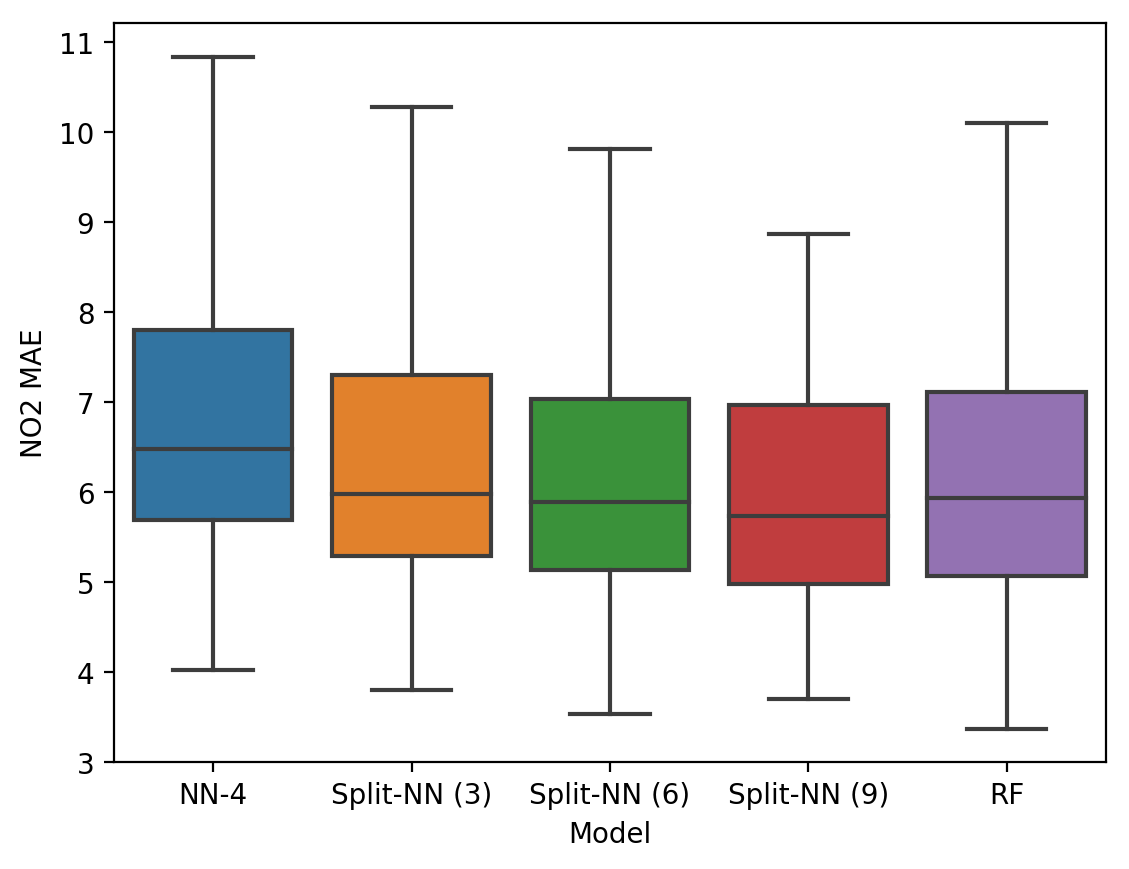 11
10
9
8
7
6
5
4
3
NO2 MAE
NN-4
Split-NN (3)
Split-NN (6)
Split-NN (9)
RF
Model